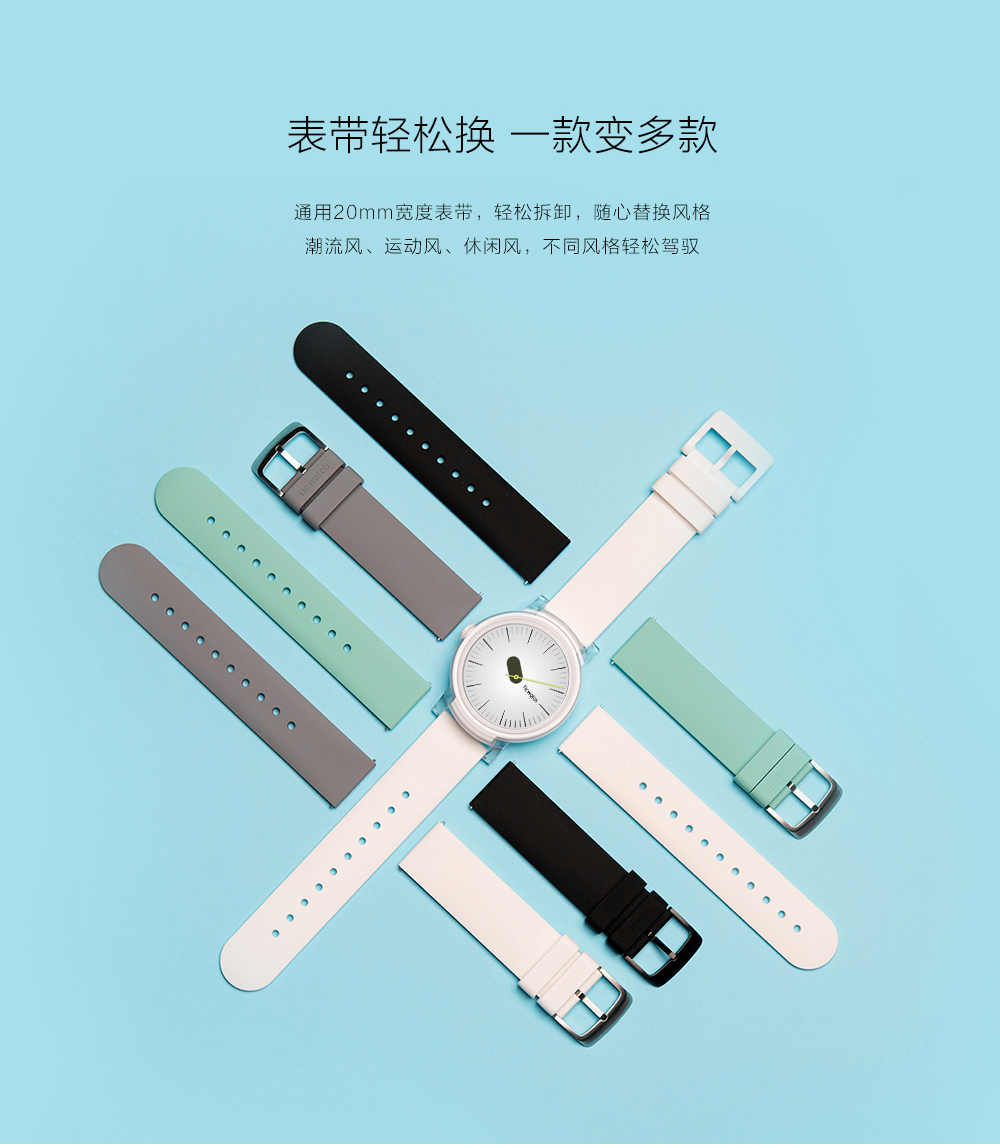 表带轻松换 一款变多款
通用20mm宽度表带，轻松拆卸，随心替换风格
潮流风、运动风、休闲风，不同风格轻松驾驭
ticwatch
Ticwatch